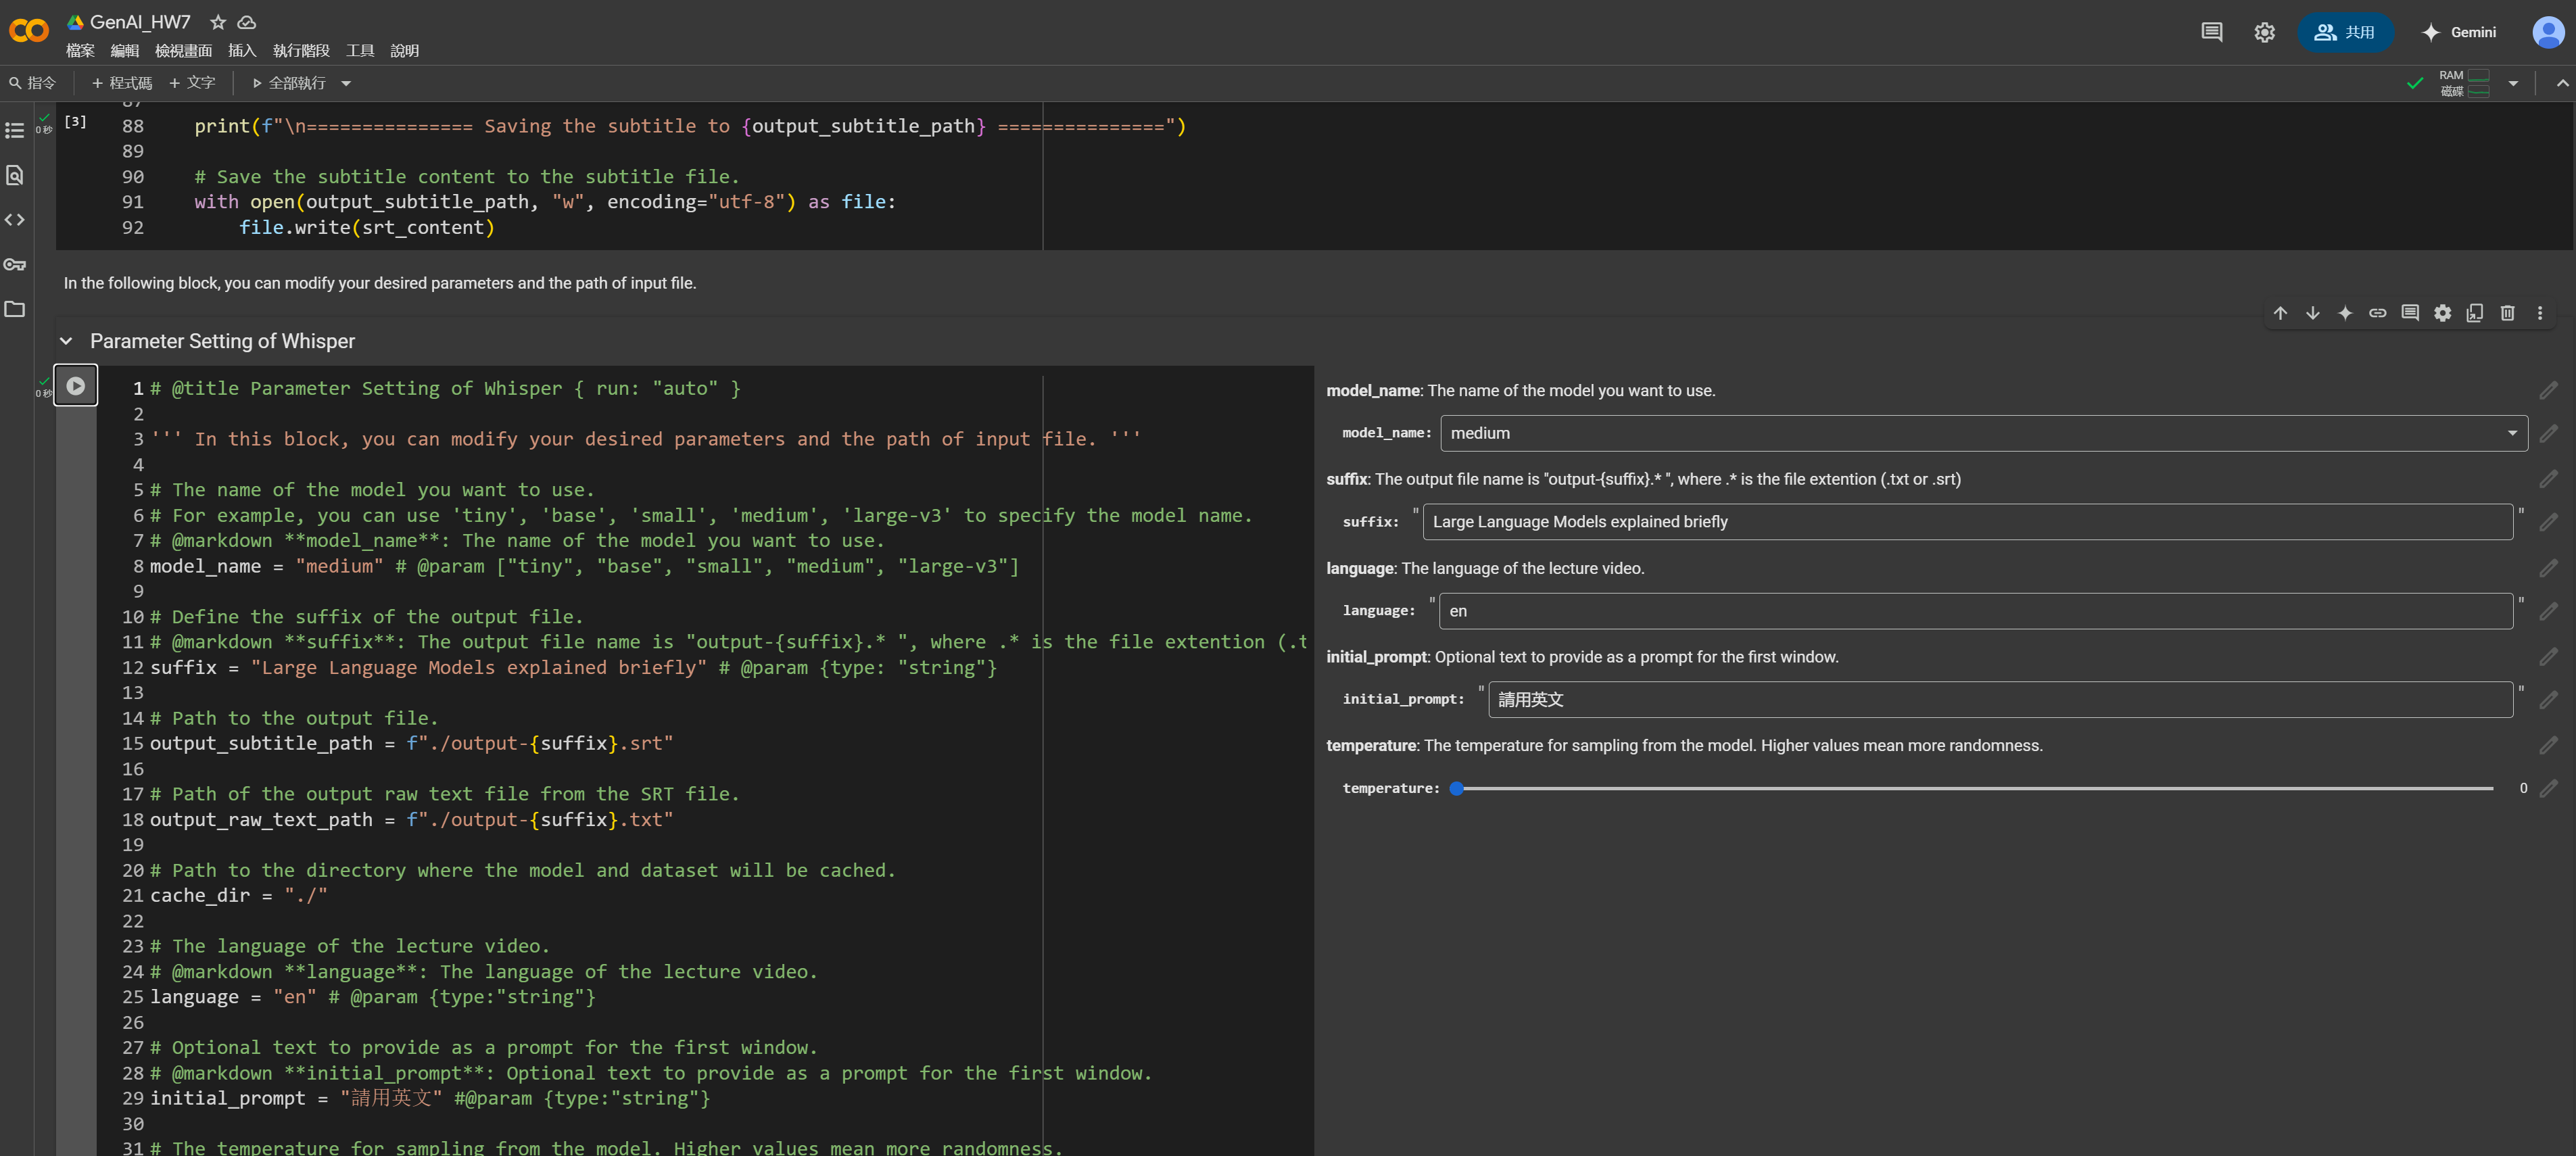 GenAI_HW7
檔案 編輯 檢視畫面 插入 執行階段 工具 說明
共用
Gemini
指令 + 程式碼 + 文字 全部執行
RAM
磁碟
0 秒
[3]
88 print(f"\n=============== Saving the subtitle to {output_subtitle_path} ===============")
89
90 # Save the subtitle content to the subtitle file.
91 with open(output_subtitle_path, "w", encoding="utf-8") as file:
92 file.write(srt_content)
In the following block, you can modify your desired parameters and the path of input file.
Parameter Setting of Whisper
0 秒
1 # @title Parameter Setting of Whisper { run: "auto" }
2
3 ''' In this block, you can modify your desired parameters and the path of input file. '''
4
5 # The name of the model you want to use.
6 # For example, you can use 'tiny', 'base', 'small', 'medium', 'large-v3' to specify the model name.
7 # @markdown **model_name**: The name of the model you want to use.
8 model_name = "medium" # @param ["tiny", "base", "small", "medium", "large-v3"]
9
10 # Define the suffix of the output file.
11 # @markdown **suffix**: The output file name is "output-{suffix}.* ", where .* is the file extention (.t
12 suffix = "Large Language Models explained briefly" # @param {type: "string"}
13
14 # Path to the output file.
15 output_subtitle_path = f"./output-{suffix}.srt"
16
17 # Path of the output raw text file from the SRT file.
18 output_raw_text_path = f"./output-{suffix}.txt"
19
20 # Path to the directory where the model and dataset will be cached.
21 cache_dir = "./"
22
23 # The language of the lecture video.
24 # @markdown **language**: The language of the lecture video.
25 language = "en" # @param {type:"string"}
26
27 # Optional text to provide as a prompt for the first window.
28 # @markdown **initial_prompt**: Optional text to provide as a prompt for the first window.
29 initial_prompt = "請用英文" #@param {type:"string"}
30
31 # The temperature for sampling from the model. Higher values mean more randomness.
model_name: The name of the model you want to use.
model_name: medium
suffix: The output file name is "output-{suffix}.* ", where .* is the file extention (.txt or .srt)
suffix: " Large Language Models explained briefly "
language: The language of the lecture video.
language: " en "
initial_prompt: Optional text to provide as a prompt for the first window.
initial_prompt: " 請用英文 "
temperature: The temperature for sampling from the model. Higher values mean more randomness.
temperature: 0